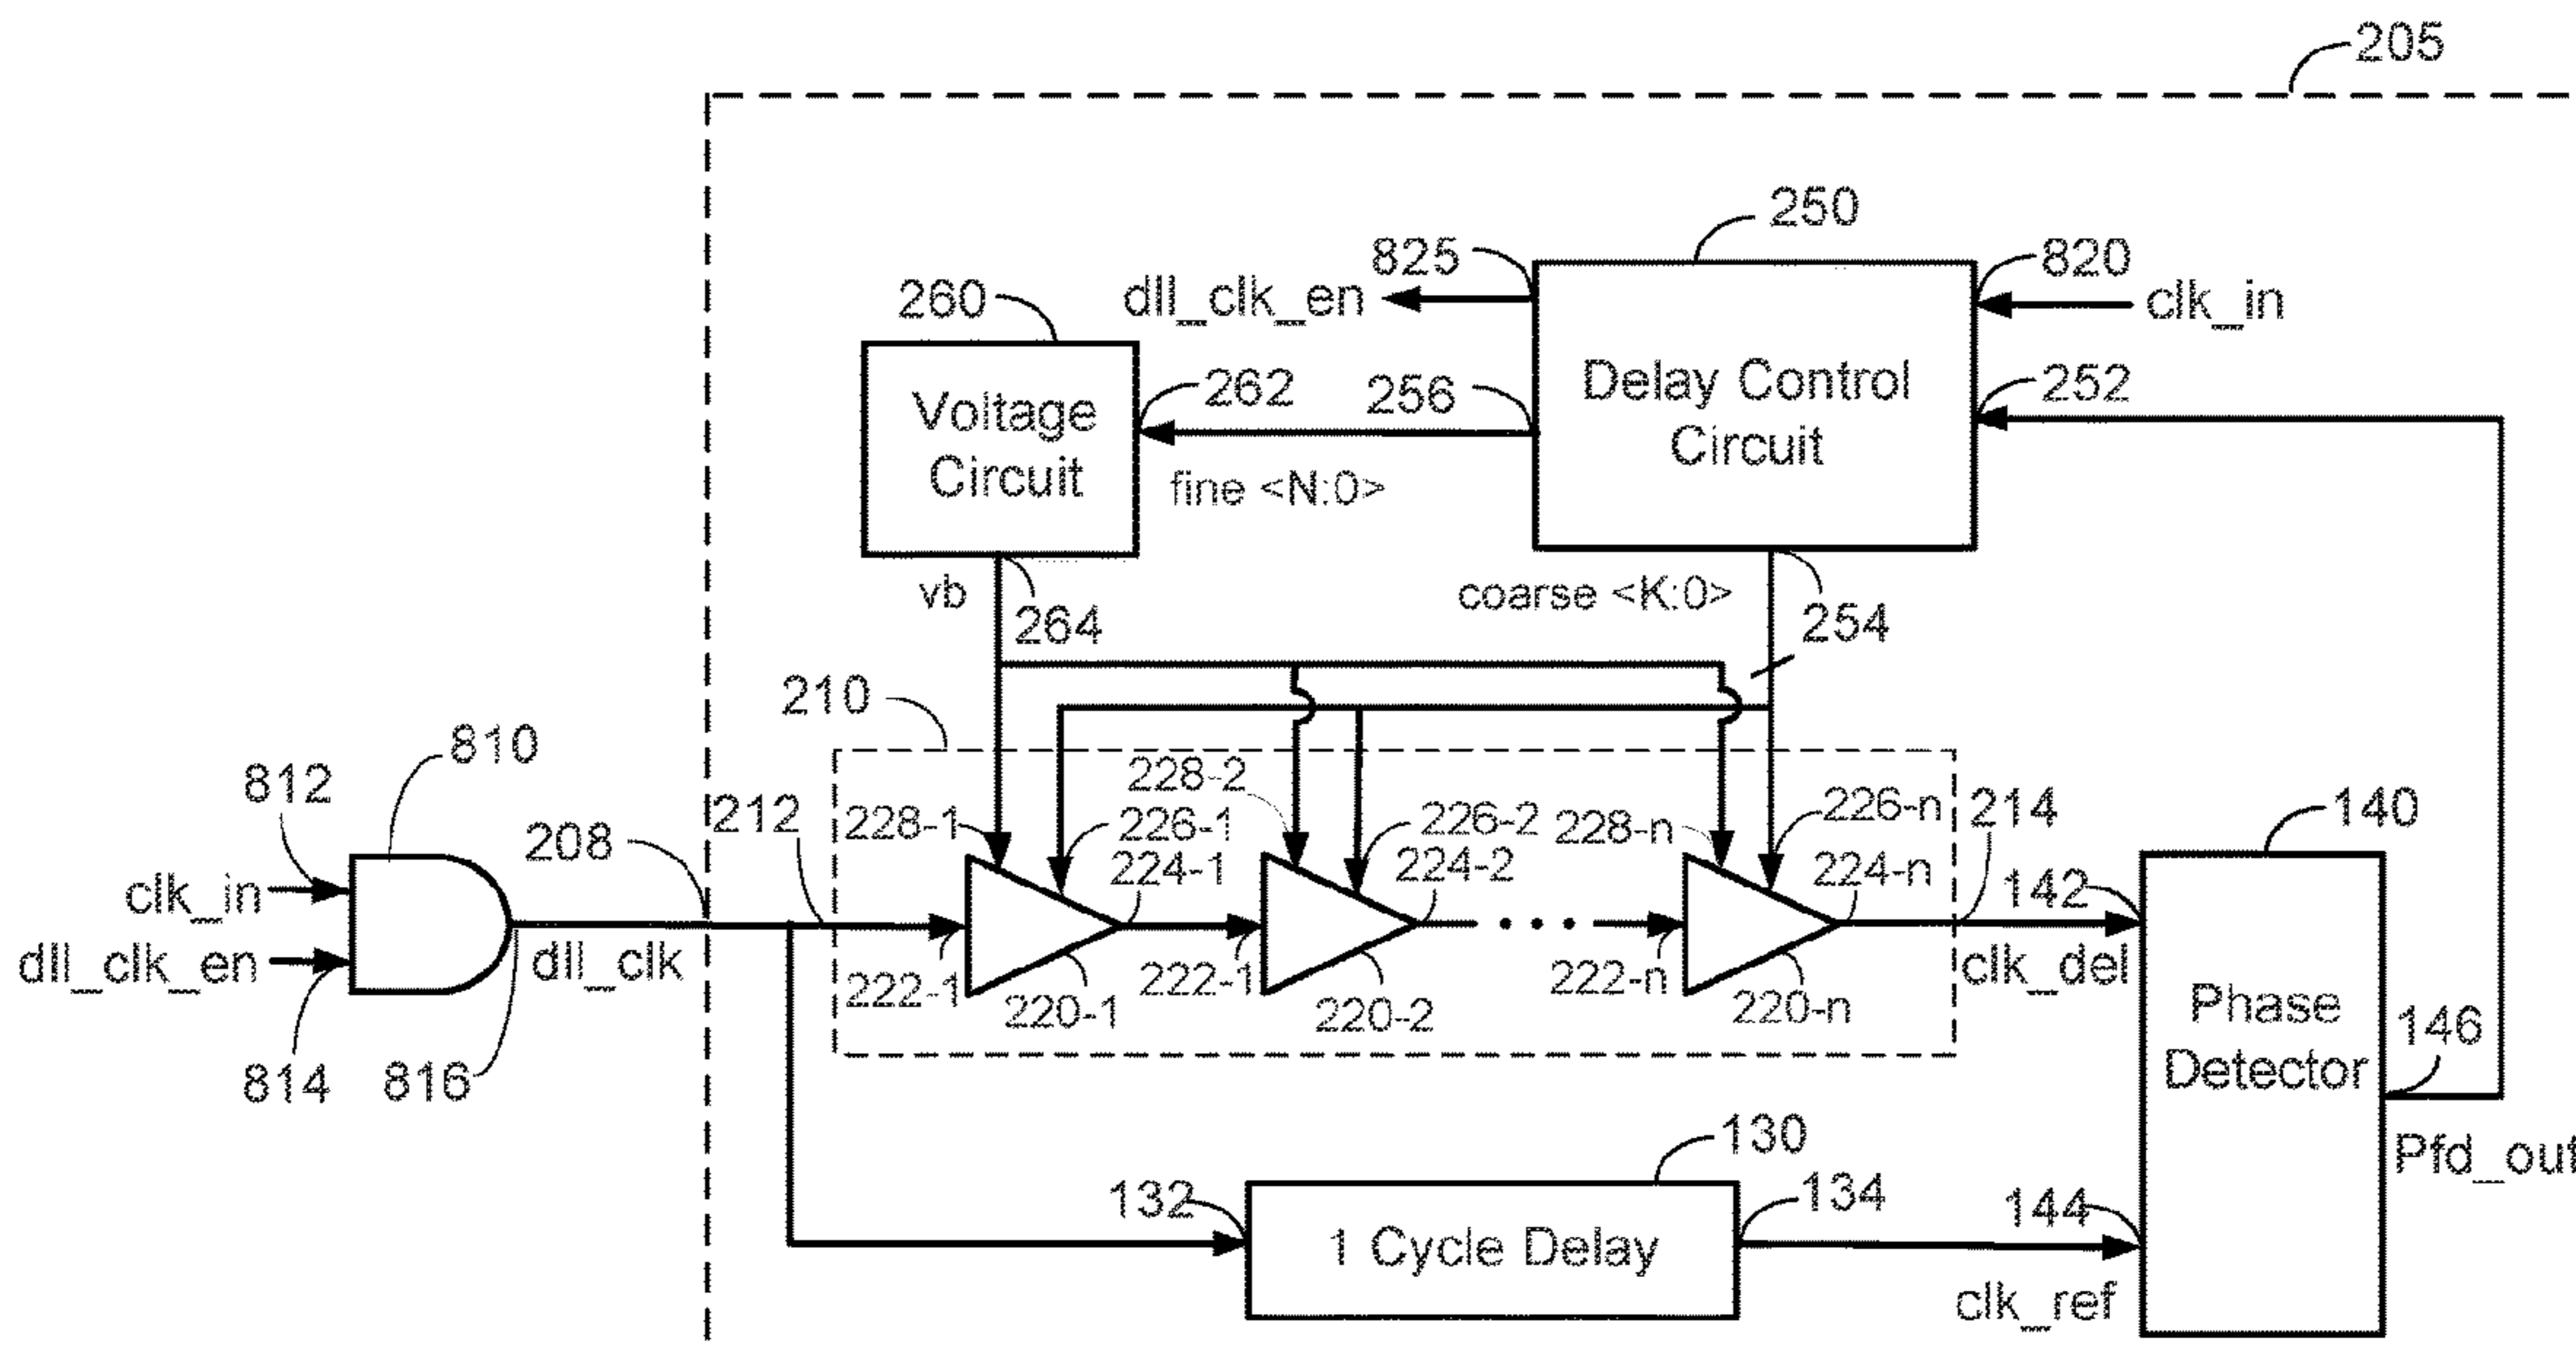 205
250
825
820
dll_clk_en
clk_in
260
Delay Control
Circuit
262
256
252
Voltage
Circuit
fine <N:0>
vb
264
coarse <K:0>
254
210
810
812
208
212
228-1
226-1
228-2
226-2
228-n
226-n
214
140
clk_in
dll_clk_en
814
816
dll_clk
222-1
220-1
224-1
222-1
220-2
224-2
222-n
220-n
224-n
142
clk_del
Phase
Detector
146
Pfd_out
130
132
1 Cycle Delay
134
144
clk_ref